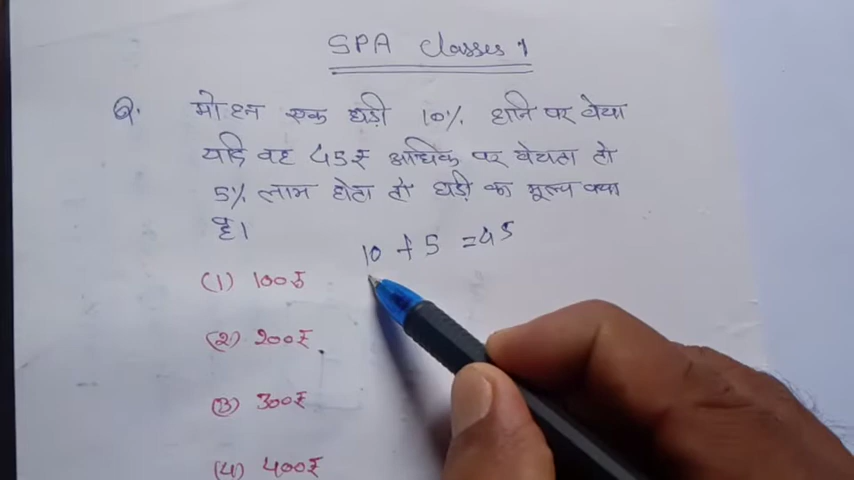 SPA Classes
Q. मोहन एक घड़ी 10% हानि पर बेचा
यदि वह 45₹ अधिक पर बेचता तो
5% लाभ होता तो घड़ी का मूल्य क्या
है।
10 + 5 = 45
(1) 100₹
(2) 200₹
(3) 300₹
(4) 400₹